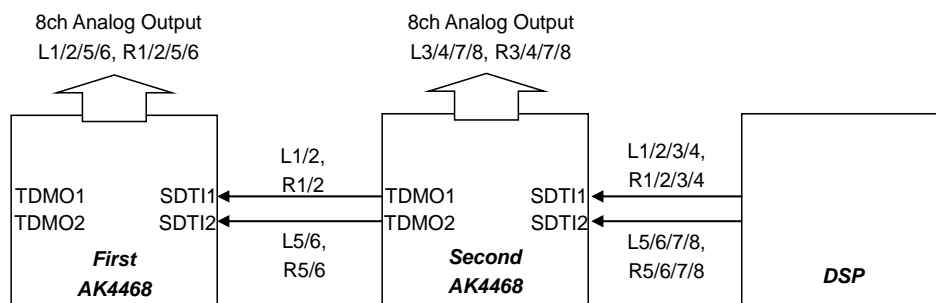 8ch Analog Output
L1/2/5/6, R1/2/5/6
8ch Analog Output
L3/4/7/8, R3/4/7/8
L1/2,
R1/2
L1/2/3/4,
R1/2/3/4
TDMO1
SDTI1
TDMO1
SDTI1
TDMO2
SDTI2
TDMO2
SDTI2
L5/6,
R5/6
L5/6/7/8,
R5/6/7/8
First
AK4468
Second
AK4468
DSP